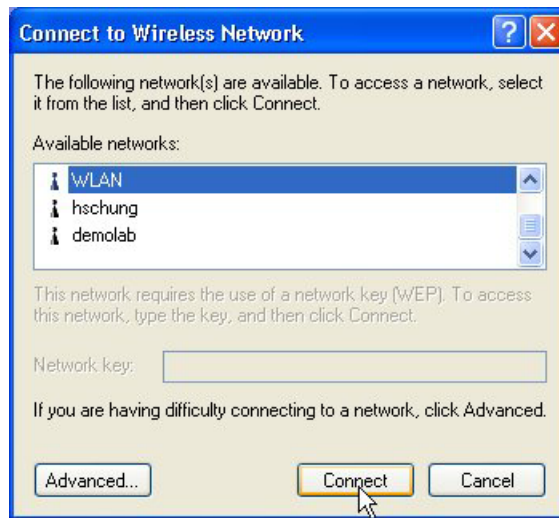 Connect to Wireless Network
The following network(s) are available. To access a network, select
it from the list, and then click Connect.
Available networks:
WLAN
hschung
demolab
This network requires the use of a network key (WEP). To access
this network, type the key, and then click Connect.
Network key:
If you are having difficulty connecting to a network, click Advanced.
Advanced... Connect Cancel